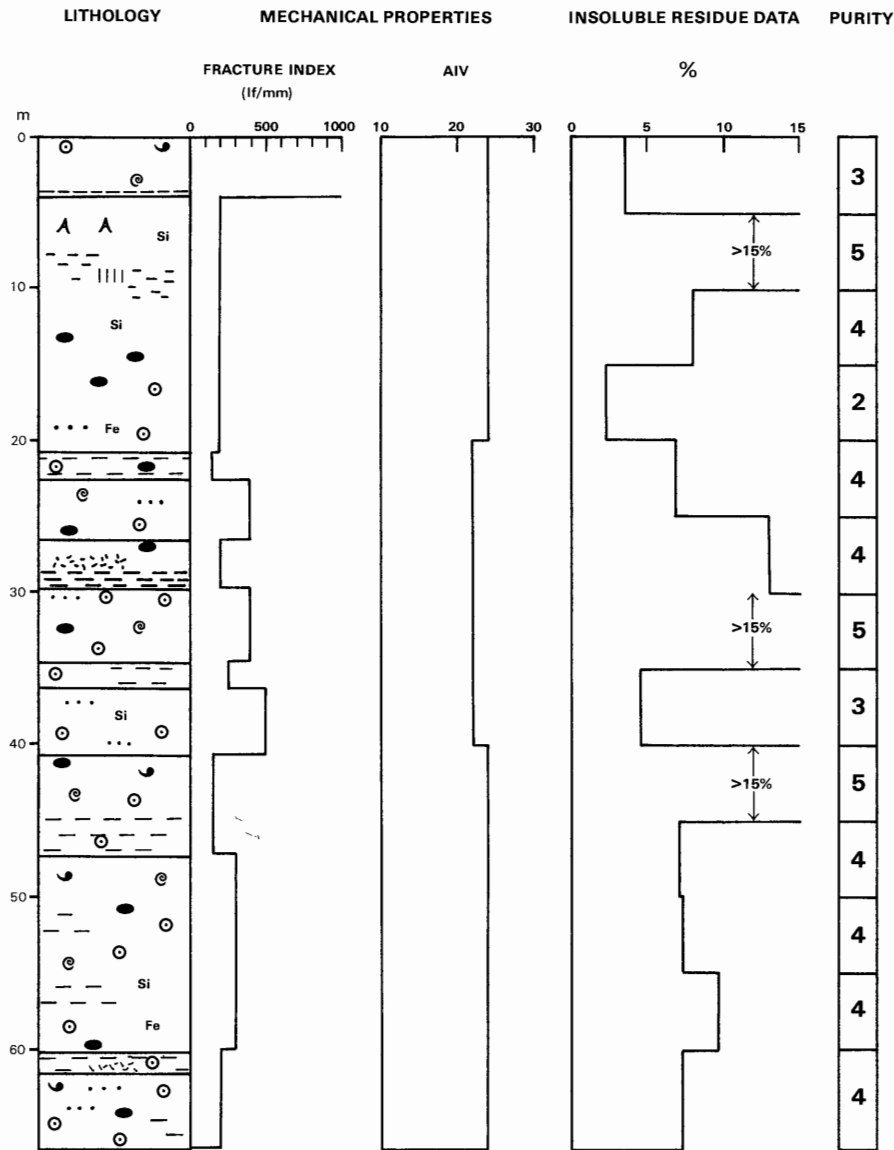 LITHOLOGY MECHANICAL PROPERTIES INSOLUBLE RESIDUE DATA PURITY
FRACTURE INDEX AIV %
(If/mm)
m
0 500 1000 10 20 30 0 5 10 15
3
Si
>15% 5
10
Si 4
2
Fe
20
4
4
30
>15% 5
Si 3
40
>15% 5
4
50
4
Si
4
Fe
60
4